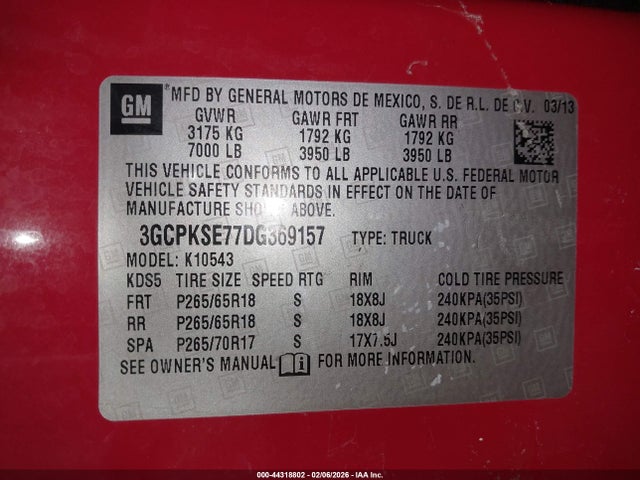 GM ® MFD BY GENERAL MOTORS DE MEXICO, S. DE R.L. DE C.V. 03/13
GVWR GAWR FRT GAWR RR
3175 KG 1792 KG 1792 KG
7000 LB 3950 LB 3950 LB
THIS VEHICLE CONFORMS TO ALL APPLICABLE U.S. FEDERAL MOTOR
VEHICLE SAFETY STANDARDS IN EFFECT ON THE DATE OF
MANUFACTURE SHOWN ABOVE.
3GCPKSE77DG369157 TYPE: TRUCK
MODEL: K10543
KDS5 TIRE SIZE SPEED RTG RIM COLD TIRE PRESSURE
FRT P265/65R18 S 18X8J 240KPA(35PSI)
RR P265/65R18 S 18X8J 240KPA(35PSI)
SPA P265/70R17 S 17X7.5J 240KPA(35PSI)
SEE OWNER'S MANUAL FOR MORE INFORMATION.
000-44318802 - 02/06/2026 - IAA Inc.